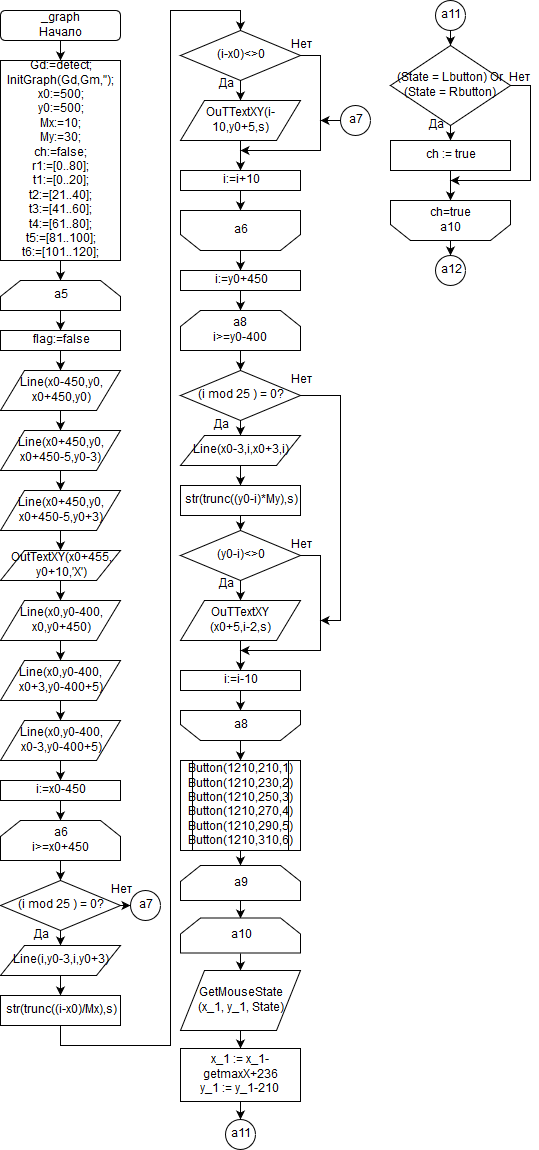 _graph
Начало
Gd:=detect;
InitGraph(Gd,Gm,'');
x0:=500;
y0:=500;
Mx:=10;
My:=30;
ch:=false;
r1:=[0..80];
t1:=[0..20];
t2:=[21..40];
t3:=[41..60];
t4:=[61..80];
t5:=[81..100];
t6:=[101..120];
a5
flag:=false
Line(x0-450,y0,
x0+450,y0)
Line(x0+450,y0,
x0+450-5,y0-3)
Line(x0+450,y0,
x0+450-5,y0+3)
OutTextXY(x0+455,
y0+10,'X')
Line(x0,y0-400,
x0,y0+450)
Line(x0,y0-400,
x0+3,y0-400+5)
Line(x0,y0-400,
x0-3,y0-400+5)
i:=x0-450
a6
i>=x0+450
(i mod 25 ) = 0?
Нет
a7
Да
Line(i,y0-3,i,y0+3)
str(trunc((i-x0)/Mx),s)
(i-x0)<>0
Нет
Да
OuTTextXY(i-
10,y0+5,s)
a7
i:=i+10
a6
i:=y0+450
a8
i>=y0-400
(i mod 25 ) = 0?
Нет
Да
Line(x0-3,i,x0+3,i)
str(trunc((y0-i)*My),s)
(y0-i)<>0
Нет
Да
OuTTextXY
(x0+5,i-2,s)
i:=i-10
a8
Button(1210,210,1)
Button(1210,230,2)
Button(1210,250,3)
Button(1210,270,4)
Button(1210,290,5)
Button(1210,310,6)
a9
a10
GetMouseState
(x_1, y_1, State)
x_1 := x_1-
getmaxX+236
y_1 := y_1-210
a11
a11
(State = Lbutton) Or
(State = Rbutton)
Нет
Да
ch := true
ch=true
a10
a12